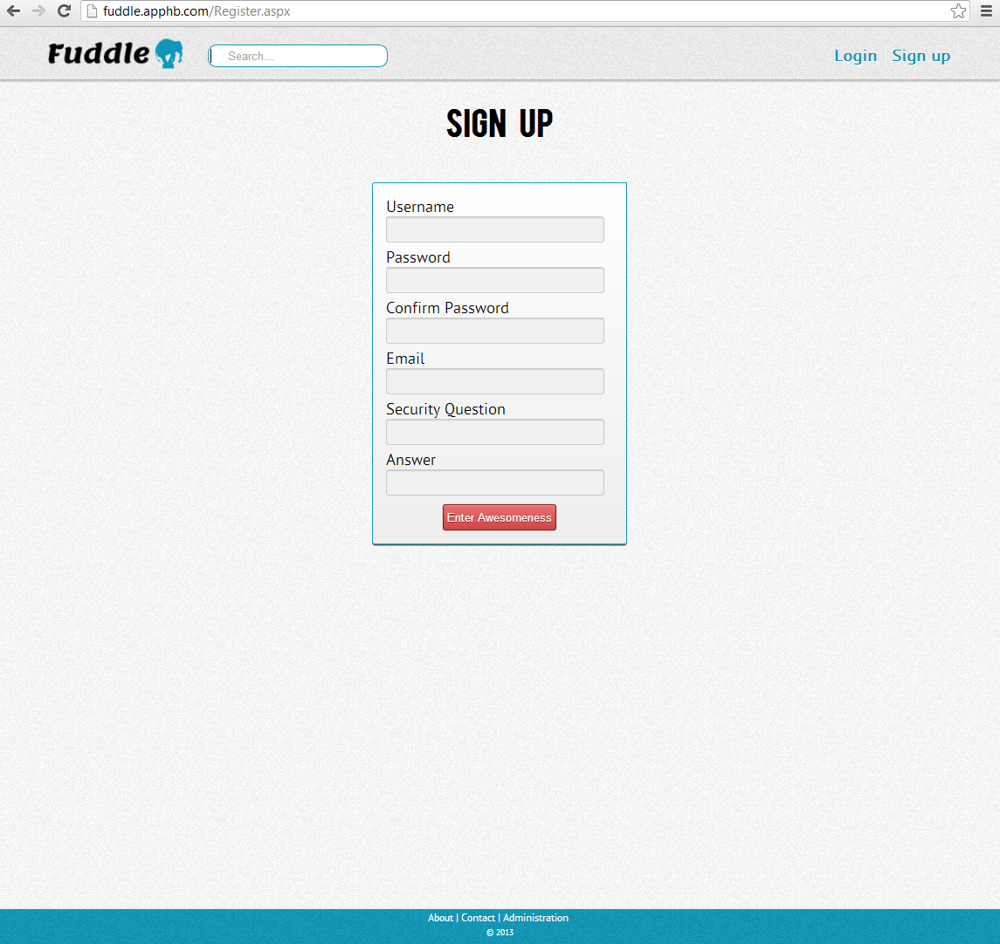 fuddle.apphb.com/Register.aspx
Fuddle Search... Login Sign up
SIGN UP
Username
Password
Confirm Password
Email
Security Question
Answer
Enter Awesomeness
About | Contact | Administration
© 2013